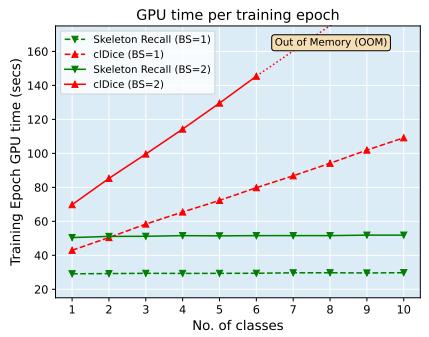 GPU time per training epoch
Skeleton Recall (BS=1)
clDice (BS=1)
Skeleton Recall (BS=2)
clDice (BS=2)
Out of Memory (OOM)
Training Epoch GPU time (secs)
160
140
120
100
80
60
40
20
1 2 3 4 5 6 7 8 9 10
No. of classes